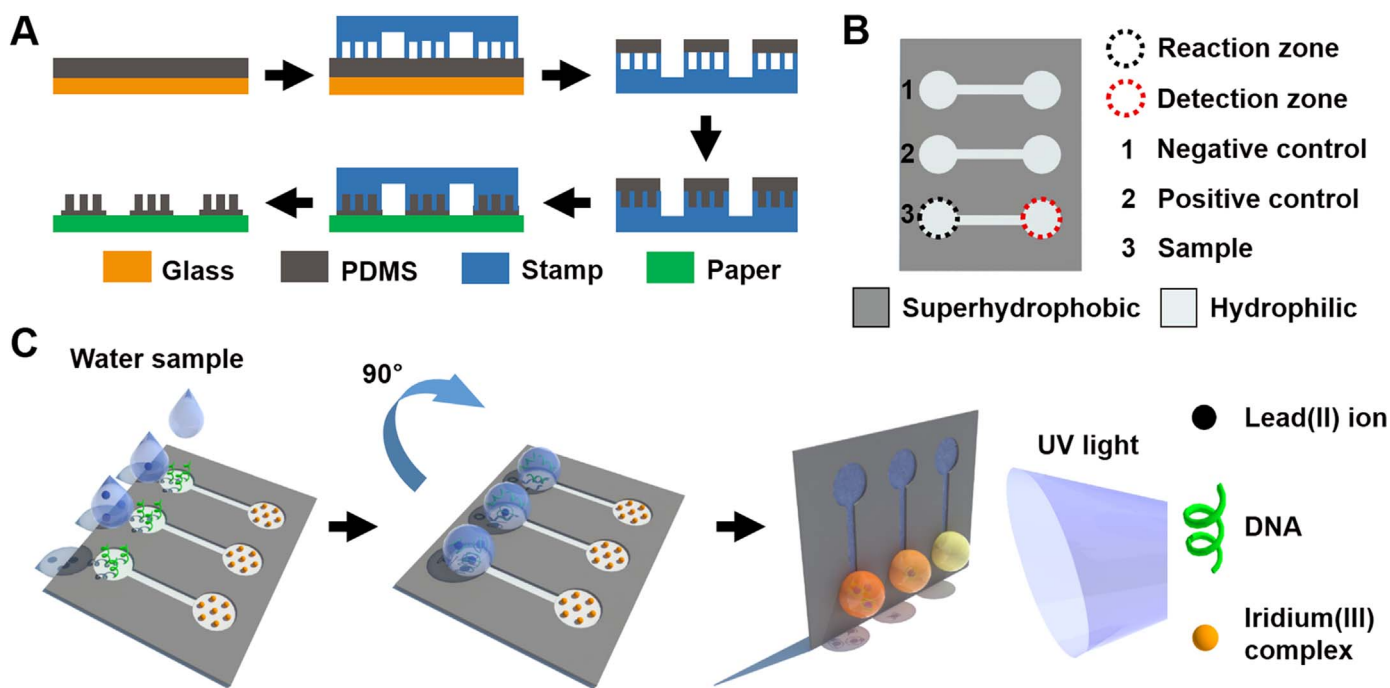 A
Glass
PDMS
Stamp
Paper
B
1
2
3
Reaction zone
Detection zone
1 Negative control
2 Positive control
3 Sample
Superhydrophobic
Hydrophilic
C
Water sample
90°
UV light
Lead(II) ion
DNA
Iridium(III)
complex